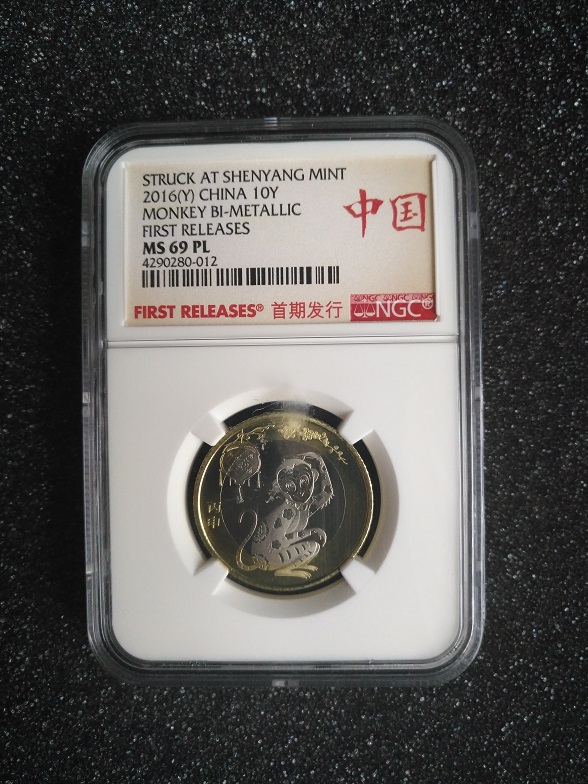 STRUCK AT SHENYANG MINT
2016(Y) CHINA 10Y
MONKEY BI-METALLIC
FIRST RELEASES
MS 69 PL
4290280-012
中国
FIRST RELEASES® 首期发行
NGC®
丙申